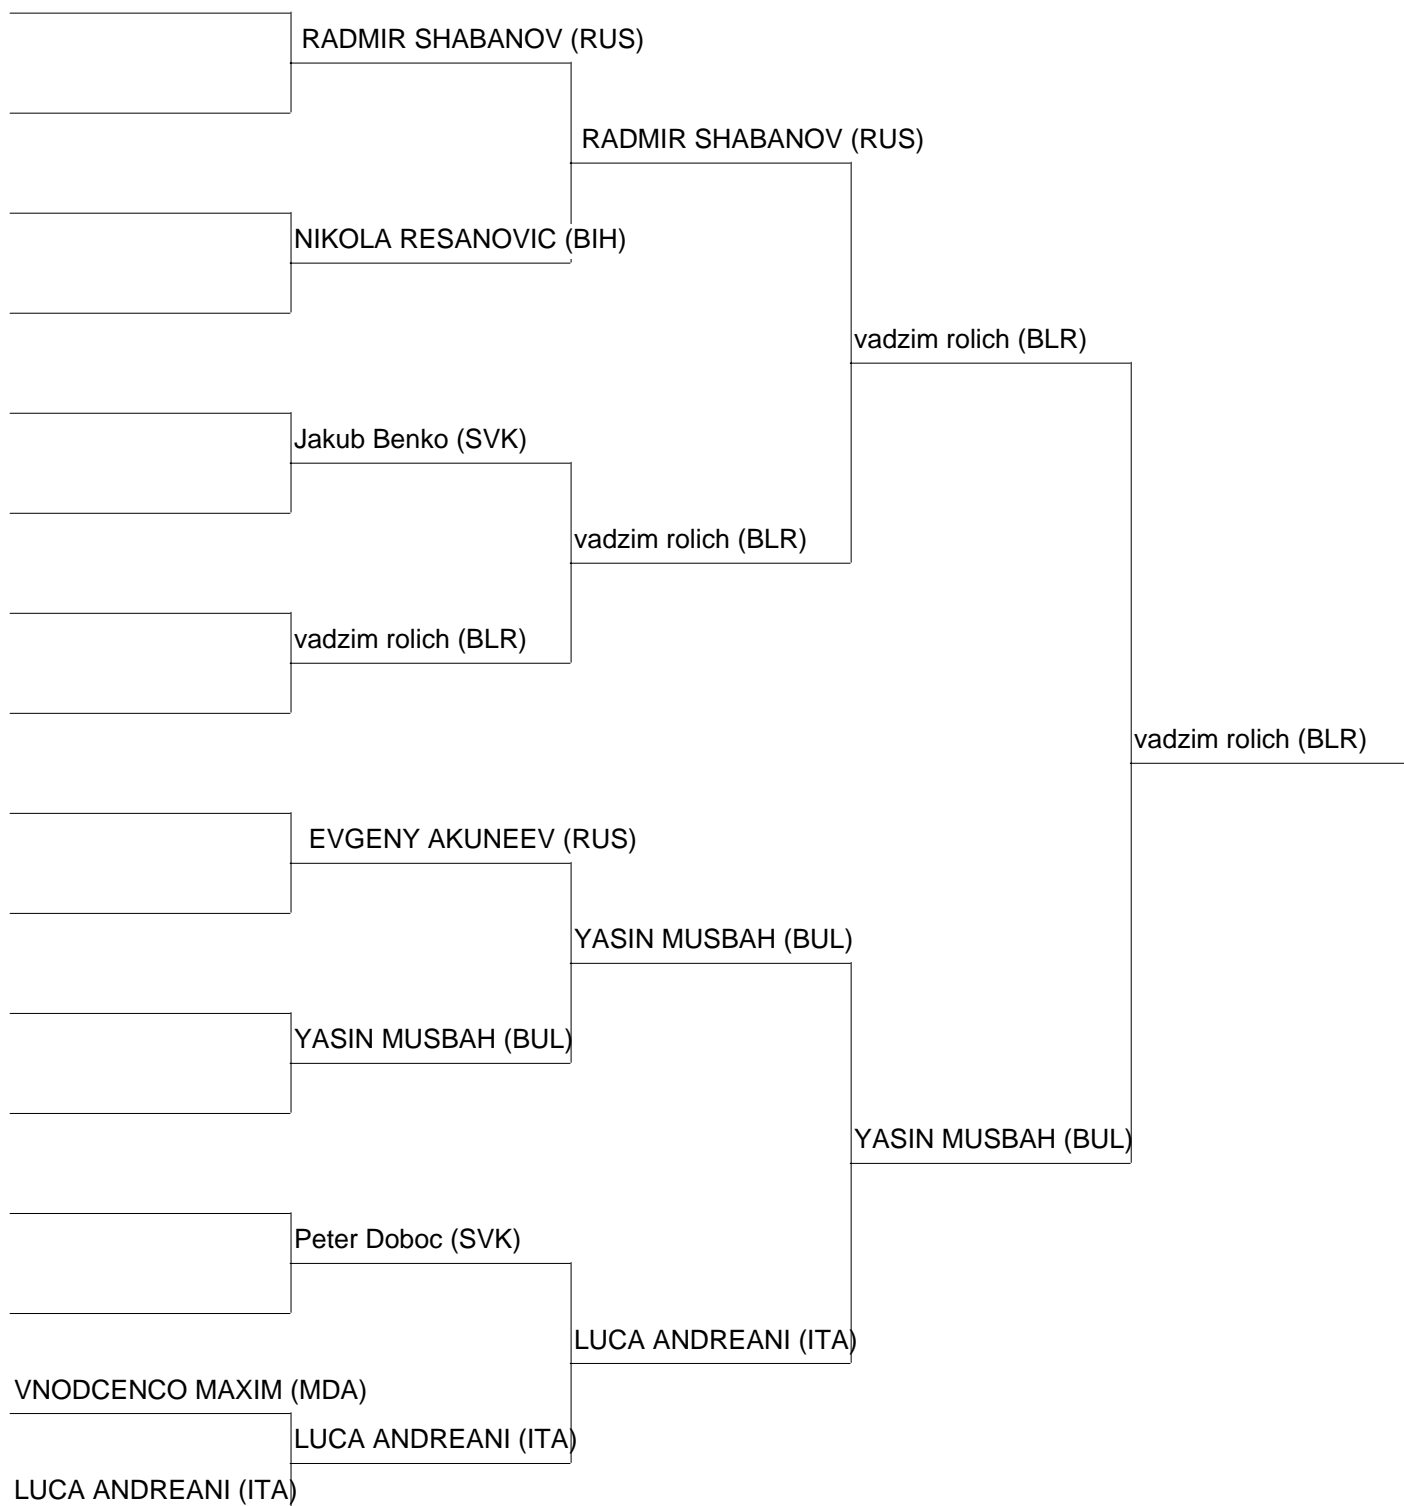 RADMIR SHABANOV (RUS)
RADMIR SHABANOV (RUS)
NIKOLA RESANOVIC (BIH)
vadzim rolich (BLR)
Jakub Benko (SVK)
vadzim rolich (BLR)
vadzim rolich (BLR)
vadzim rolich (BLR)
EVGENY AKUNEEV (RUS)
YASIN MUSBAH (BUL)
YASIN MUSBAH (BUL)
YASIN MUSBAH (BUL)
Peter Doboc (SVK)
LUCA ANDREANI (ITA)
VNODCENCO MAXIM (MDA)
LUCA ANDREANI (ITA)
LUCA ANDREANI (ITA)